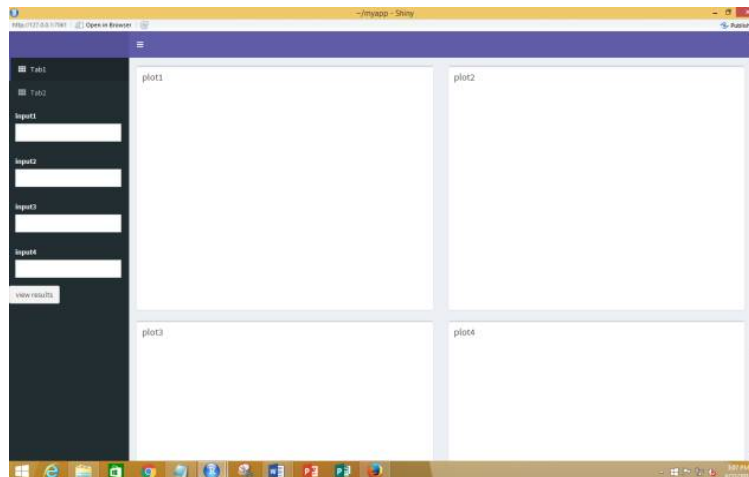 ~/myapp - Shiny
Open in Browser
Publish
Tab1
Tab2
input1
input2
input3
input4
view results
plot1
plot2
plot3
plot4